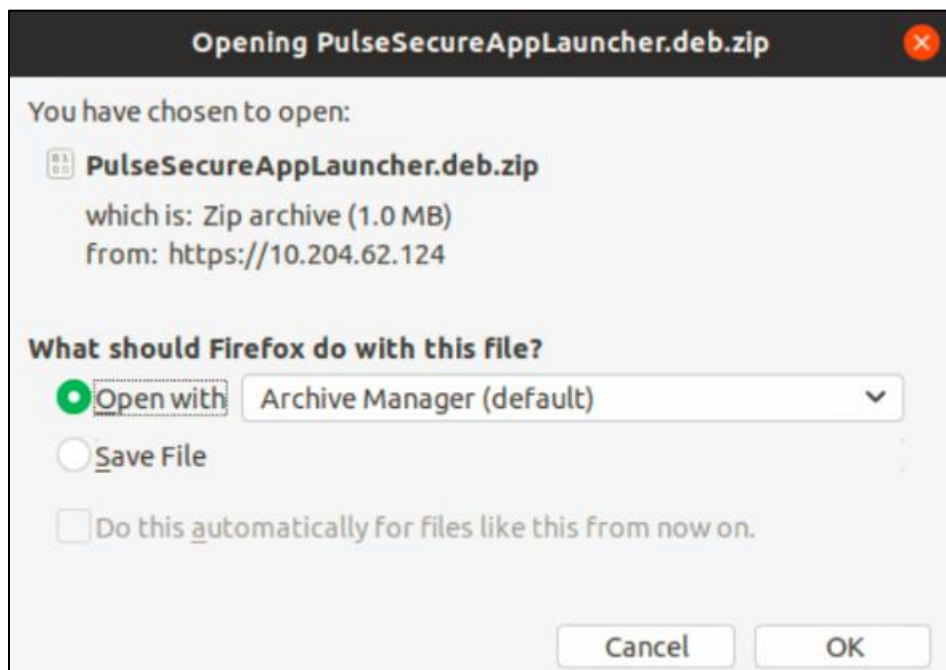 Opening PulseSecureAppLauncher.deb.zip
You have chosen to open:
PulseSecureAppLauncher.deb.zip
which is: Zip archive (1.0 MB)
from: https://10.204.62.124
What should Firefox do with this file?
Open with Archive Manager (default)
Save File
Do this automatically for files like this from now on.
Cancel OK